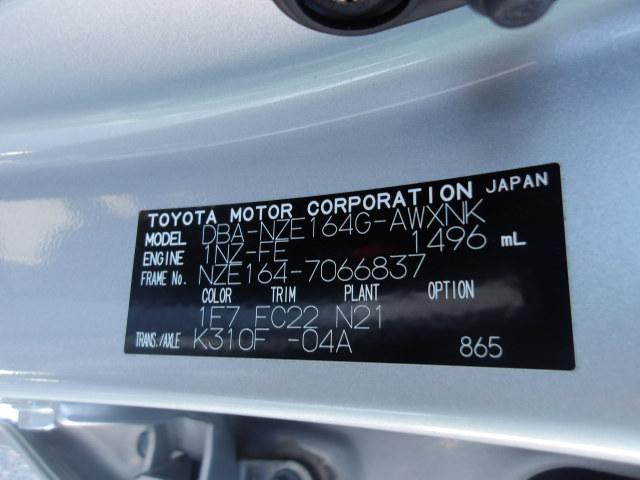 TOYOTA MOTOR CORPORATION JAPAN
MODEL DBA-NZE164G-AWXNK
ENGINE 1NZ-FE 1496 mL
FRAME No. NZE164-7066837
COLOR TRIM PLANT OPTION
1E7 FC22 N21
TRANS./AXLE K310F -04A 865